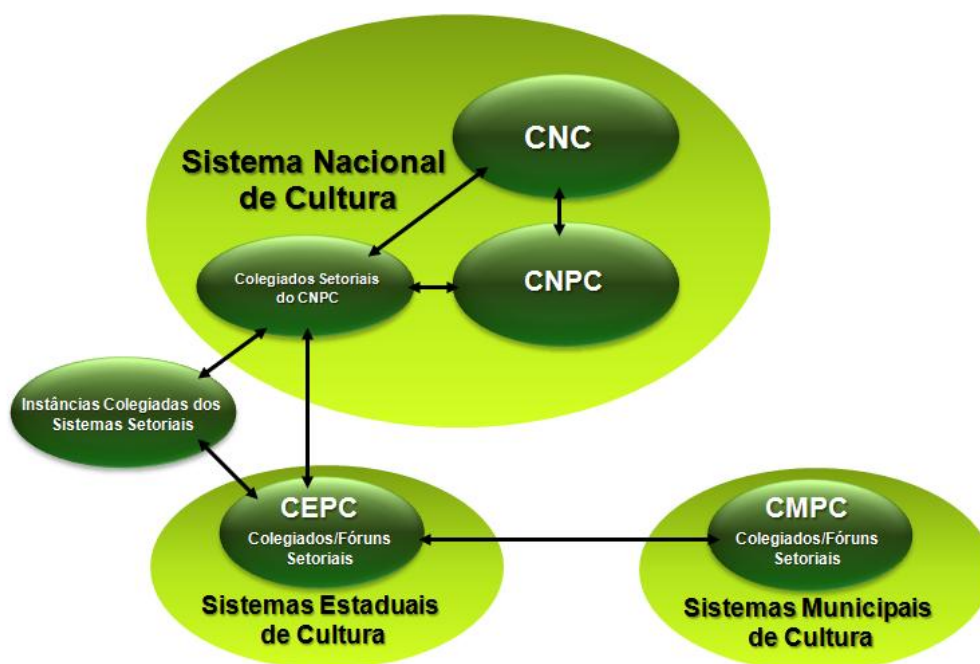 CNC
Sistema Nacional
de Cultura
Colegiados Setoriais
do CNPC
CNPC
Instâncias Colegiadas dos
Sistemas Setoriais
CEPC
Colegiados/Fóruns
Setoriais
Sistemas Estaduais
de Cultura
CMPC
Colegiados/Fóruns
Setoriais
Sistemas Municipais
de Cultura